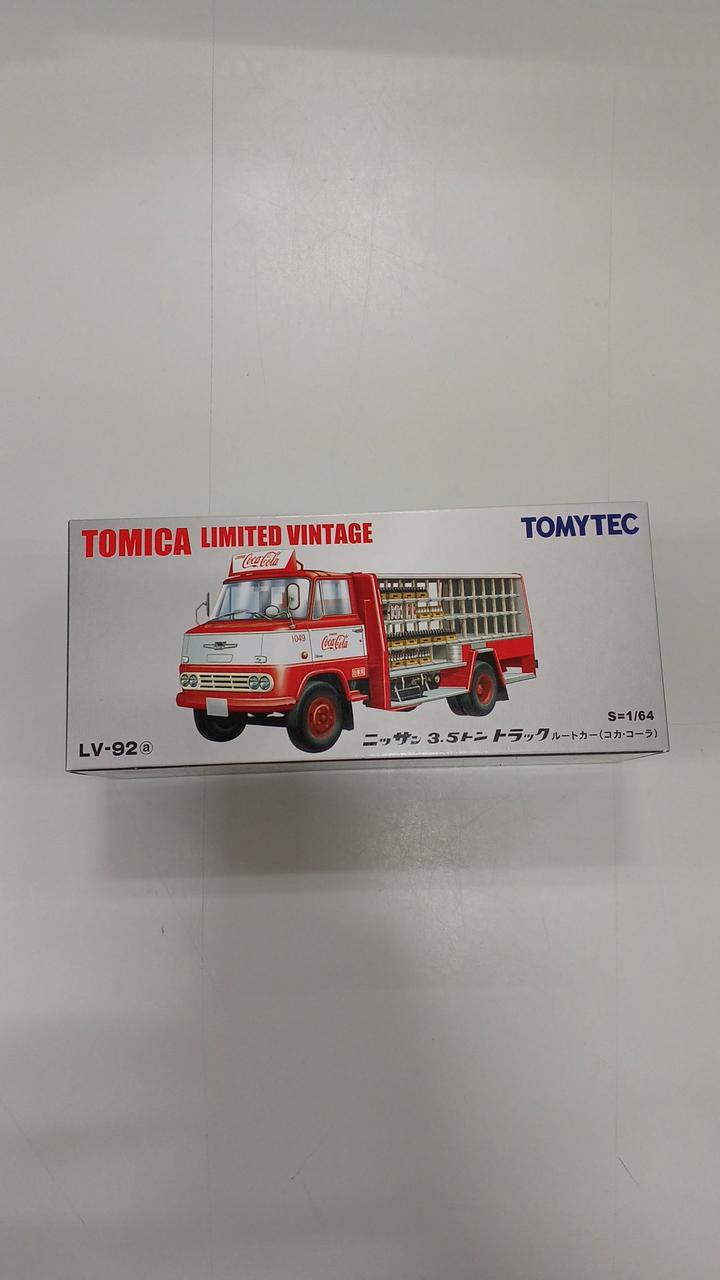 TOMICA LIMITED VINTAGE
TOMYTEC
Coca-Cola
1049
Coca-Cola
S=1/64
LV-92ⓐ
ニッサン 3.5トン トラック ルートカー(コカ・コーラ)